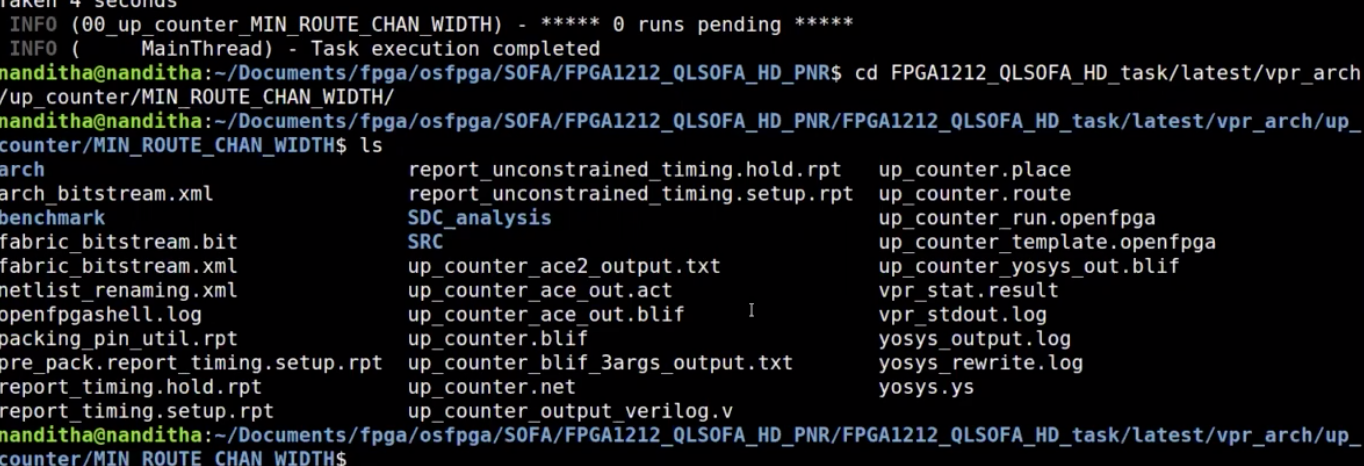 Taken 4 seconds
INFO (00_up_counter_MIN_ROUTE_CHAN_WIDTH) - ***** 0 runs pending *****
INFO (     MainThread) - Task execution completed
nanditha@nanditha:~/Documents/fpga/osfpga/SOFA/FPGA1212_QLSOFA_HD_PNR$ cd FPGA1212_QLSOFA_HD_task/latest/vpr_arch
/up_counter/MIN_ROUTE_CHAN_WIDTH/
nanditha@nanditha:~/Documents/fpga/osfpga/SOFA/FPGA1212_QLSOFA_HD_PNR/FPGA1212_QLSOFA_HD_task/latest/vpr_arch/up_
counter/MIN_ROUTE_CHAN_WIDTH$ ls
arch                            report_unconstrained_timing.hold.rpt   up_counter.place
arch_bitstream.xml              report_unconstrained_timing.setup.rpt  up_counter.route
benchmark                       SDC_analysis                           up_counter_run.openfpga
fabric_bitstream.bit            SRC                                    up_counter_template.openfpga
fabric_bitstream.xml            up_counter_ace2_output.txt             up_counter_yosys_out.blif
netlist_renaming.xml            up_counter_ace_out.act                 vpr_stat.result
openfpgashell.log               up_counter_ace_out.blif                vpr_stdout.log
packing_pin_util.rpt            up_counter.blif                        yosys_output.log
pre_pack.report_timing.setup.rpt  up_counter_blif_3args_output.txt     yosys_rewrite.log
report_timing.hold.rpt          up_counter.net                         yosys.ys
report_timing.setup.rpt         up_counter_output_verilog.v
nanditha@nanditha:~/Documents/fpga/osfpga/SOFA/FPGA1212_QLSOFA_HD_PNR/FPGA1212_QLSOFA_HD_task/latest/vpr_arch/up_
counter/MIN_ROUTE_CHAN_WIDTH$